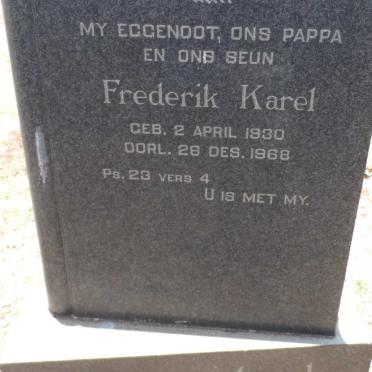 aan
MY EGGENOOT, ONS PAPPA
EN ONS SEUN
Frederik Karel
GEB. 2 APRIL 1930
OORL. 26 DES. 1968
Ps. 23 VERS 4
U IS MET MY.